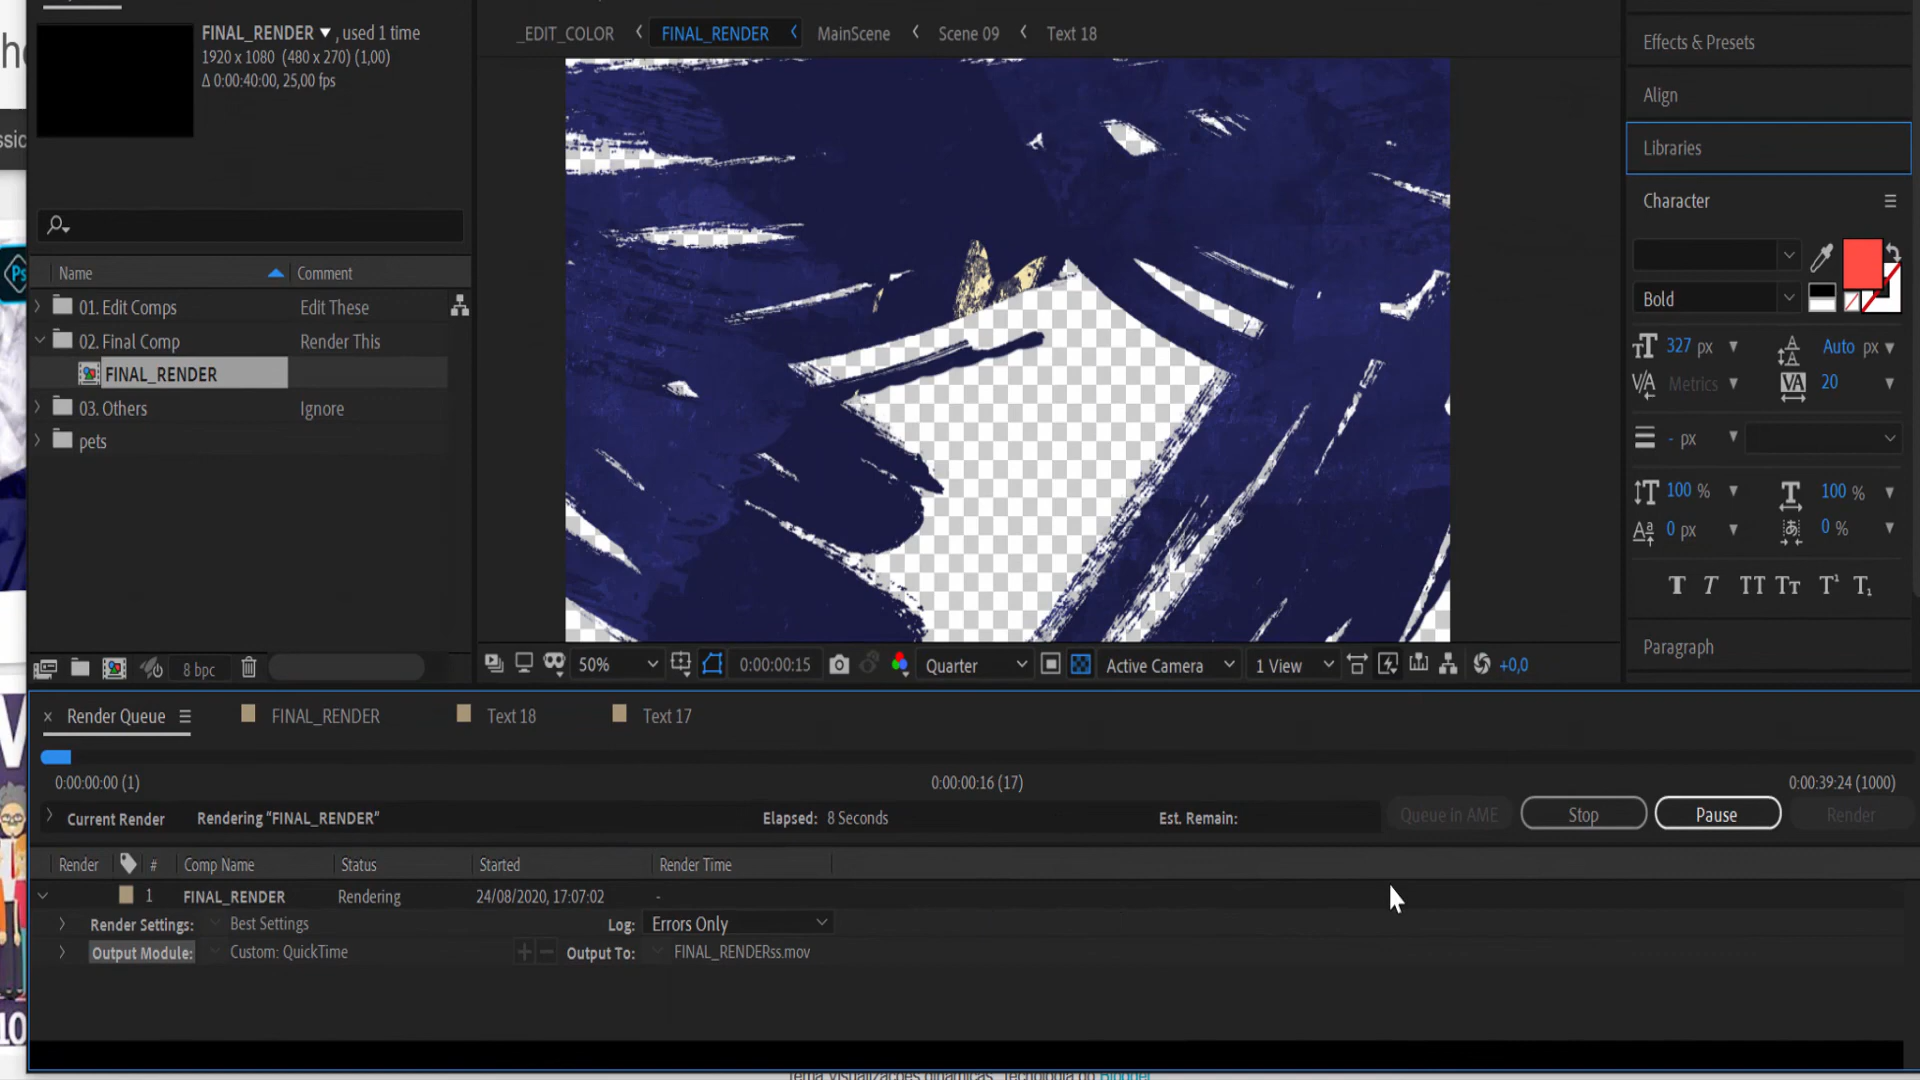 FINAL_RENDER ▼ , used 1 time
1920 x 1080 (480 x 270) (1,00)
Δ 0:00:40:00, 25,00 fps
_EDIT_COLOR
FINAL_RENDER
MainScene
Scene 09
Text 18
Effects & Presets
Align
Libraries
Character
Name
Comment
01. Edit Comps
Edit These
02. Final Comp
Render This
FINAL_RENDER
03. Others
Ignore
pets
Ps
Bold
327 px
Auto px
Metrics
20
- px
100 %
100 %
0 px
0 %
Paragraph
8 bpc
50%
0:00:00:15
Quarter
Active Camera
1 View
+0,0
Render Queue
FINAL_RENDER
Text 18
Text 17
0:00:00:00 (1)
0:00:00:16 (17)
0:00:39:24 (1000)
Current Render
Rendering "FINAL_RENDER"
Elapsed: 8 Seconds
Est. Remain:
Queue in AME
Stop
Pause
Render
Render
#
Comp Name
Status
Started
Render Time
1
FINAL_RENDER
Rendering
24/08/2020, 17:07:02
-
Render Settings:
Best Settings
Log:
Errors Only
Output Module:
Custom: QuickTime
Output To:
FINAL_RENDERss.mov
10